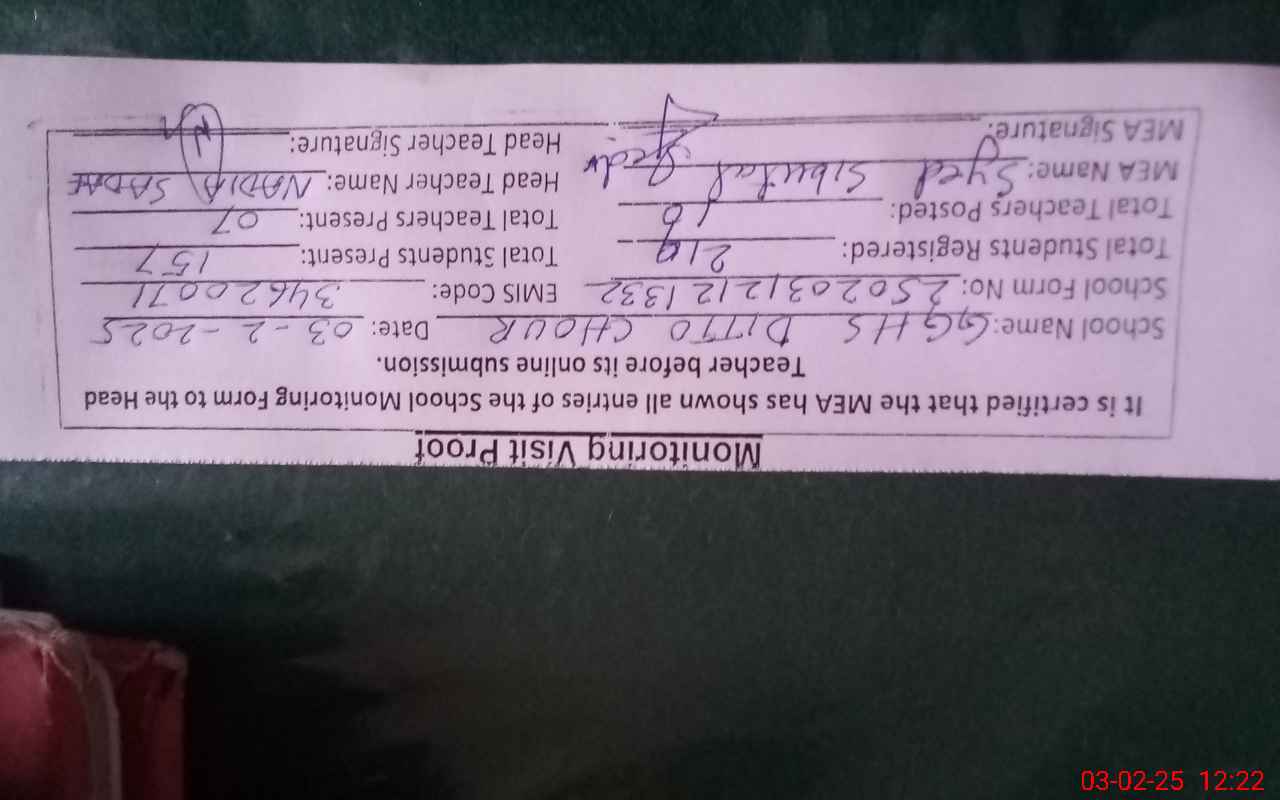 Monitoring Visit Proof
It is certified that the MEA has shown all entries of the School Monitoring Form to the Head
Teacher before its online submission.
School Name: GGHS DITTO CHOUR Date: 03-2-2025
School Form No: 25020312121332 EMIS Code: 34620071
Total Students Registered: 219 Total Students Present: 157
Total Teachers Posted: 10 Total Teachers Present: 07
MEA Name: Syed Head Teacher Name: NADIA SADAF
MEA Signature: Head Teacher Signature:
03-02-25 12:22